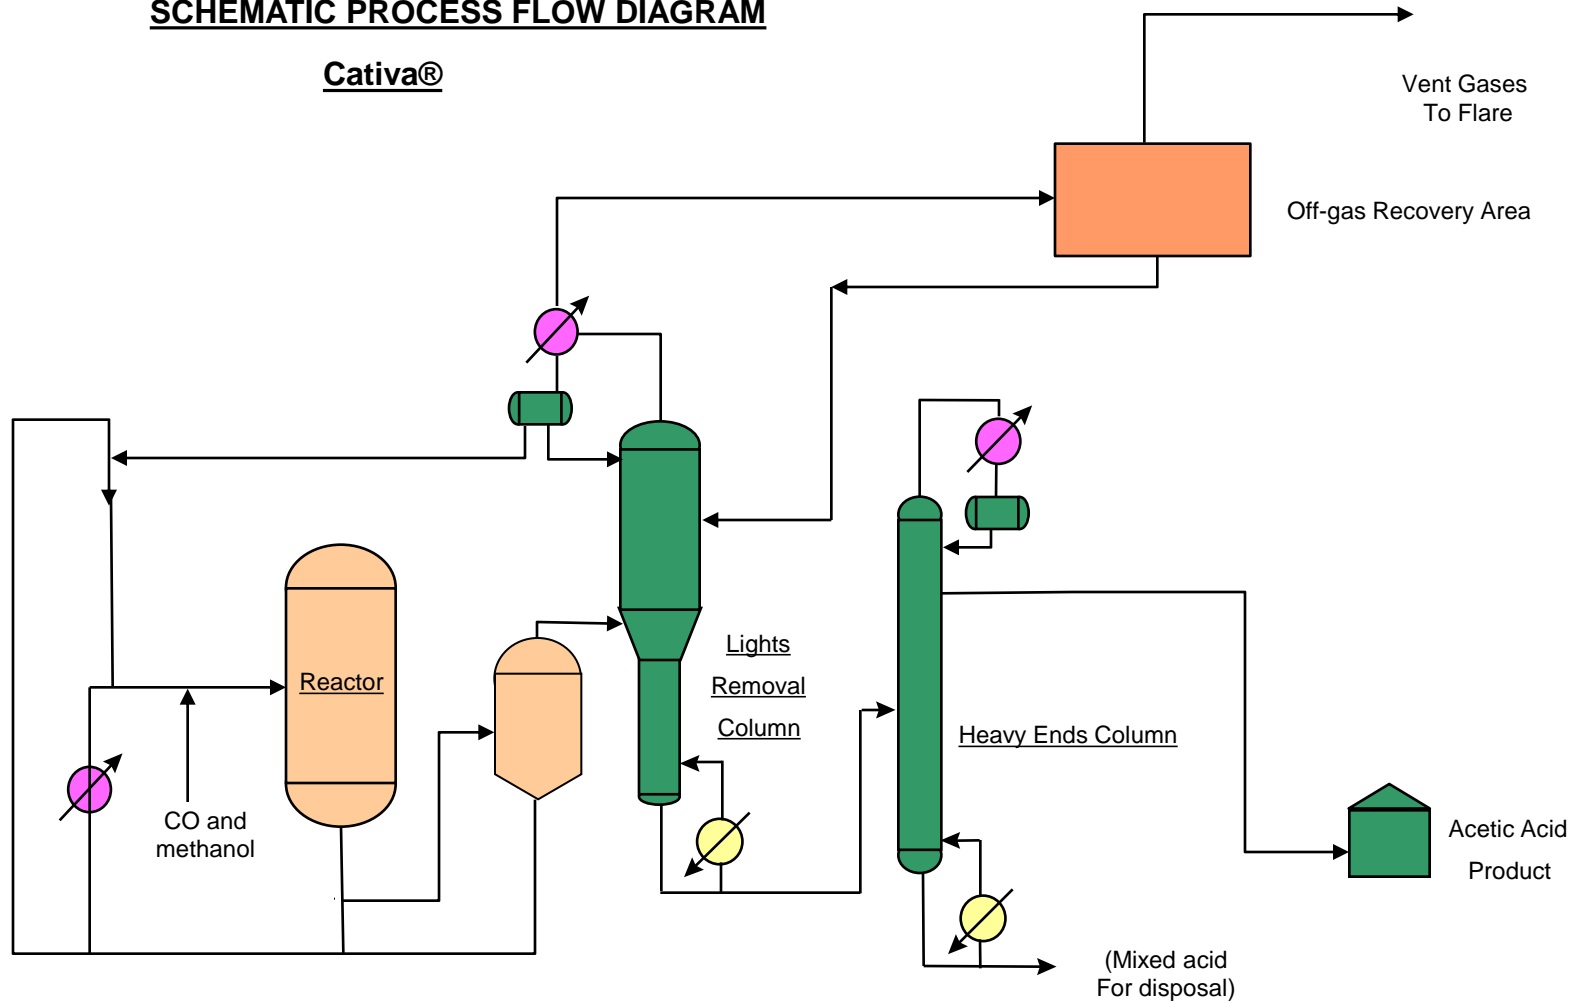 SCHEMATIC PROCESS FLOW DIAGRAM
Cativa®
Vent Gases
To Flare
Off-gas Recovery Area
Lights
Removal
Column
Reactor
Heavy Ends Column
CO and
methanol
Acetic Acid
Product
(Mixed acid
For disposal)